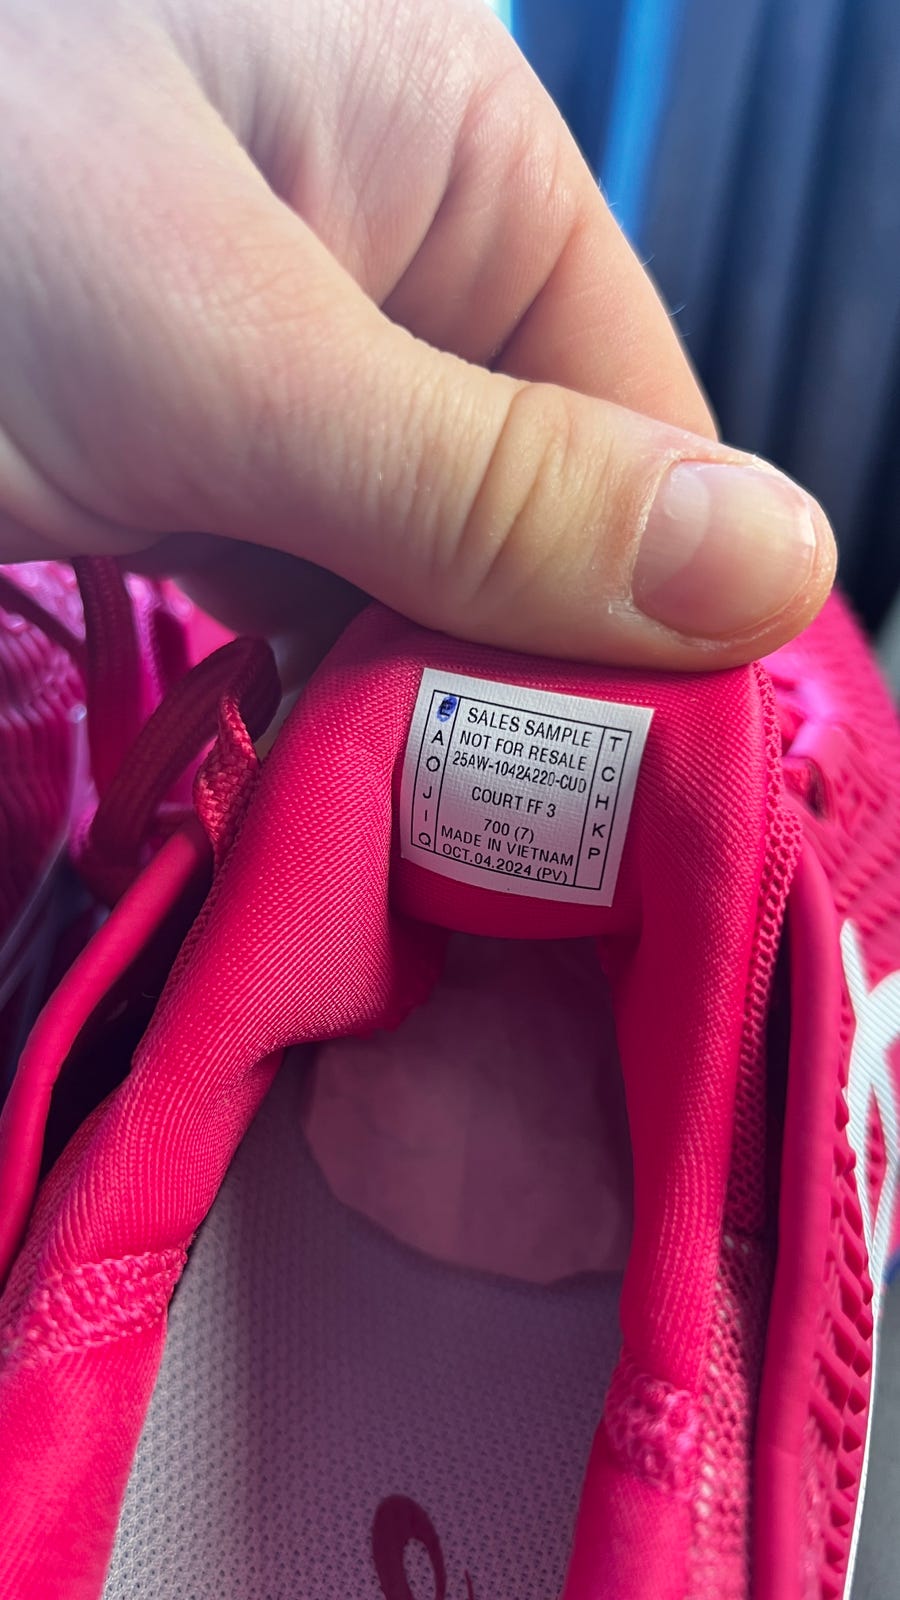 SALES SAMPLE
NOT FOR RESALE
25AW-1042A220-CUD
COURT FF 3
700 (7)
MADE IN VIETNAM
OCT.04.2024 (PV)
A
O
J
I
Q
T
C
H
K
P